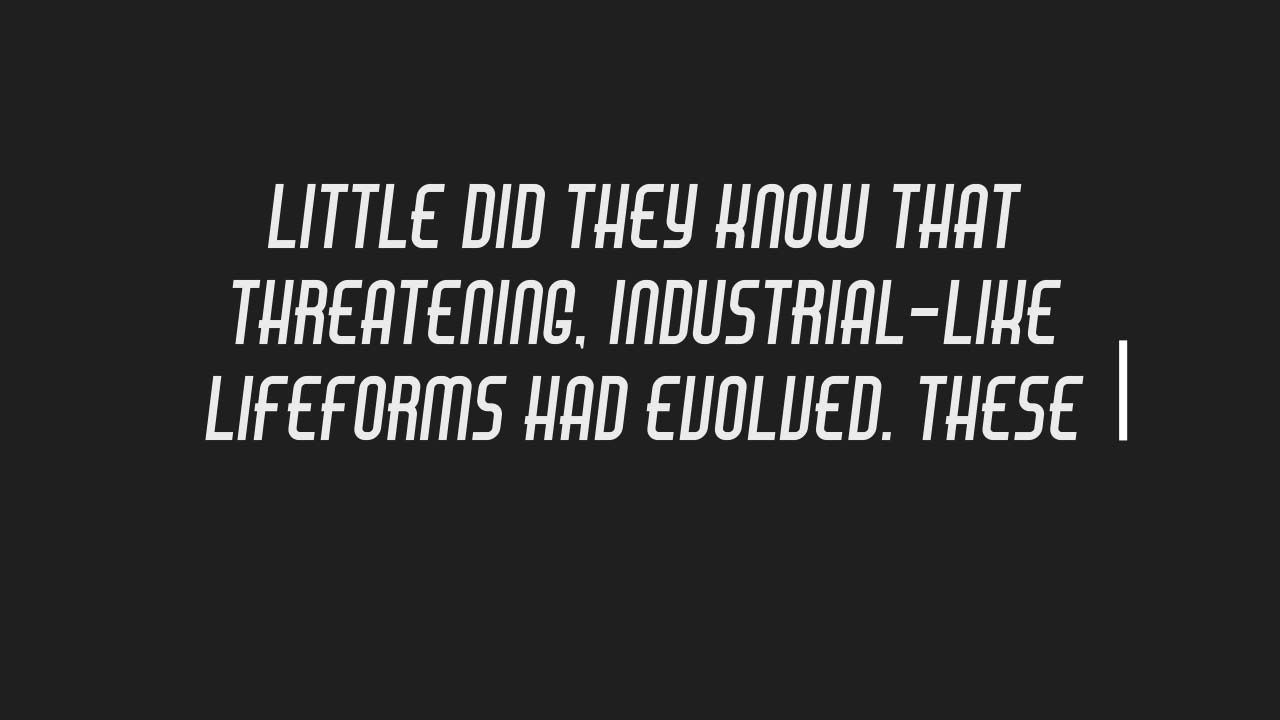 LITTLE DID THEY KNOW THAT
THREATENING, INDUSTRIAL-LIKE
LIFEFORMS HAD EVOLVED. THESE